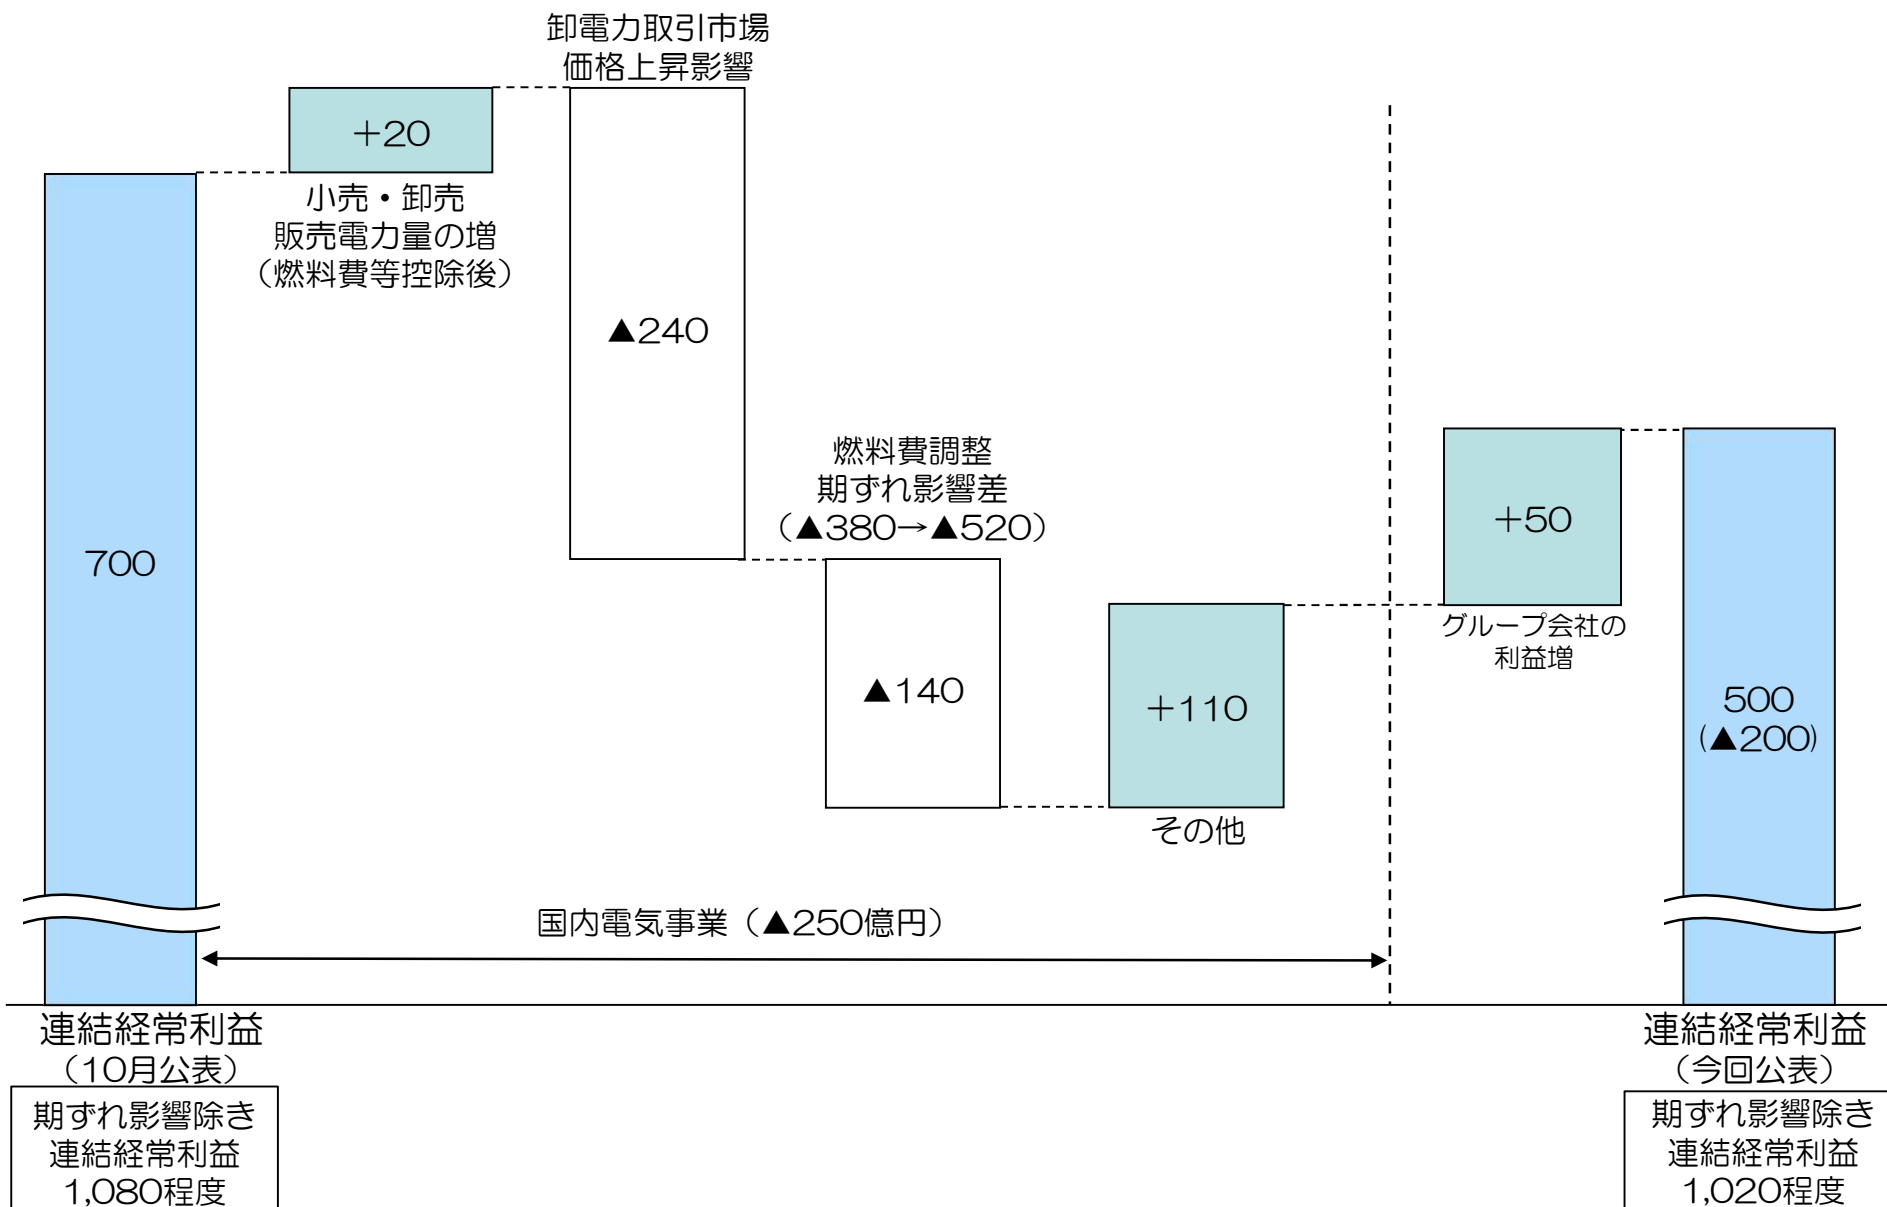 卸電力取引市場
価格上昇影響
+20
小売・卸売
販売電力量の増
（燃料費等控除後）
▲240
燃料費調整
期ずれ影響差
（▲380→▲520）
700
▲140
+110
その他
+50
グループ会社の
利益増
500
(▲200)
国内電気事業（▲250億円）
連結経常利益
（10月公表）
期ずれ影響除き
連結経常利益
1,080程度
連結経常利益
（今回公表）
期ずれ影響除き
連結経常利益
1,020程度